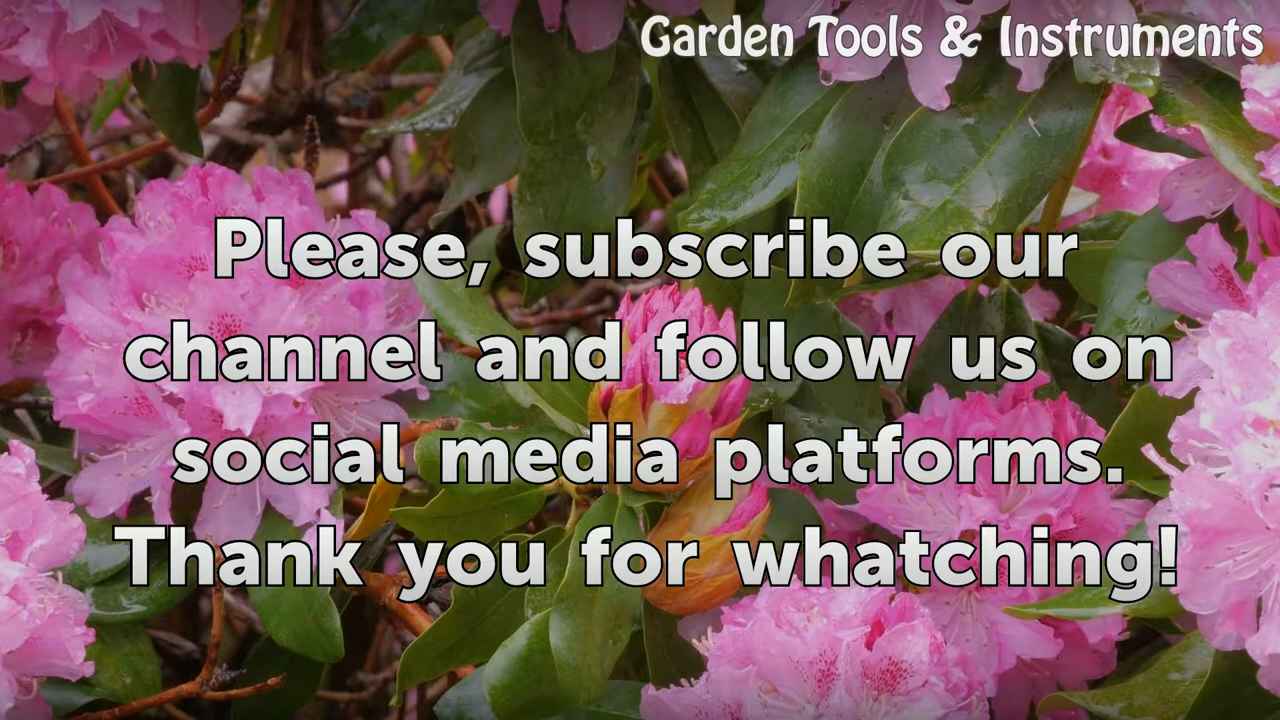 Garden Tools & Instruments
Please, subscribe our
channel and follow us on
social media platforms.
Thank you for whatching!